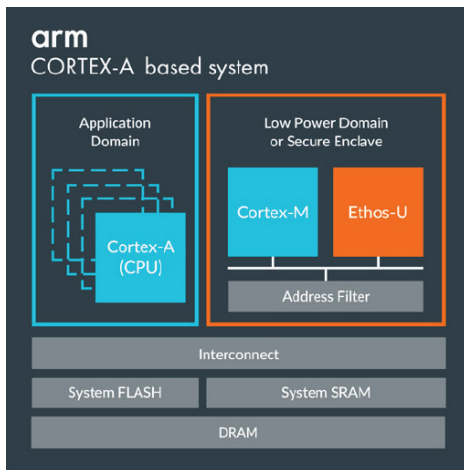 arm
CORTEX-A based system
Application
Domain
Cortex-A
(CPU)
Low Power Domain
or Secure Enclave
Cortex-M
Ethos-U
Address Filter
Interconnect
System FLASH
System SRAM
DRAM